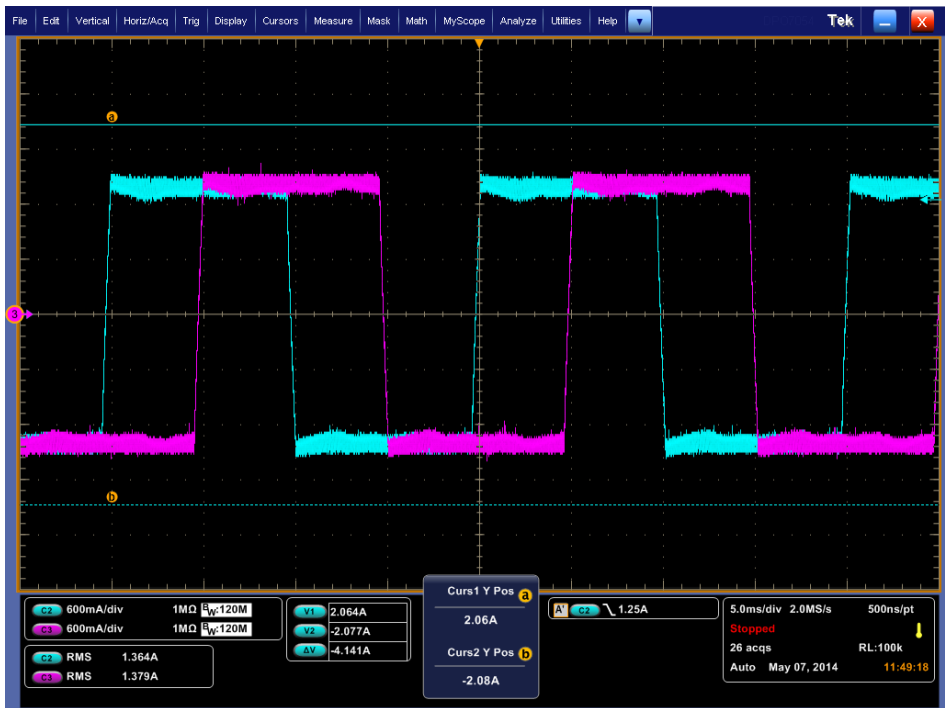 File Edit Vertical Horiz/Acq Trig Display Cursors Measure Mask Math MyScope Analyze Utilities Help Tek X
a
3
b
C2 600mA/div 1MΩ BW:120M
C3 600mA/div 1MΩ BW:120M
C2 RMS 1.364A
C3 RMS 1.379A
V1 2.064A
V2 -2.077A
ΔV -4.141A
Curs1 Y Pos a
2.06A
Curs2 Y Pos b
-2.08A
A' C2 1.25A
5.0ms/div 2.0MS/s 500ns/pt
Stopped
26 acqs RL:100k
Auto May 07, 2014 11:49:18